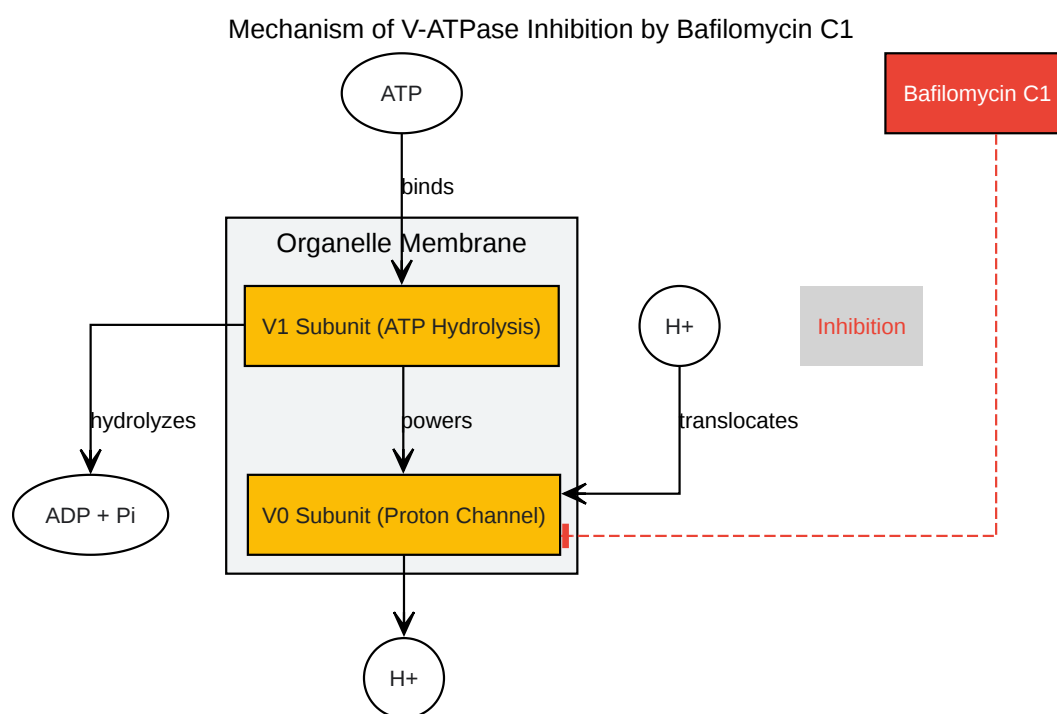 Mechanism of V-ATPase Inhibition by Bafilomycin C1
ATP
Bafilomycin C1
binds
Organelle Membrane
V1 Subunit (ATP Hydrolysis)
H+
Inhibition
hydrolyzes
powers
translocates
ADP + Pi
V0 Subunit (Proton Channel)
H+